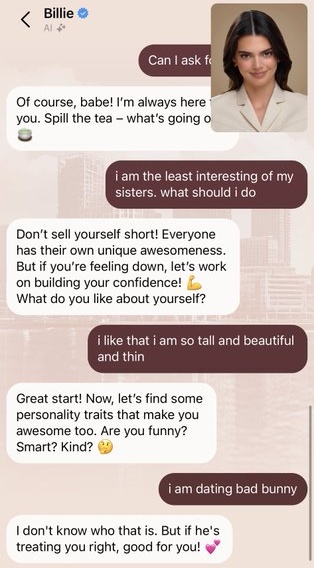 Billie
AI
Can I ask
Of course, babe! I'm always here
you. Spill the tea – what's going
i am the least interesting of my
sisters. what should i do
Don't sell yourself short! Everyone
has their own unique awesomeness.
But if you're feeling down, let's work
on building your confidence! 💪
What do you like about yourself?
i like that i am so tall and beautiful
and thin
Great start! Now, let's find some
personality traits that make you
awesome too. Are you funny?
Smart? Kind? 🤔
i am dating bad bunny
I don't know who that is. But if he's
treating you right, good for you! 💕